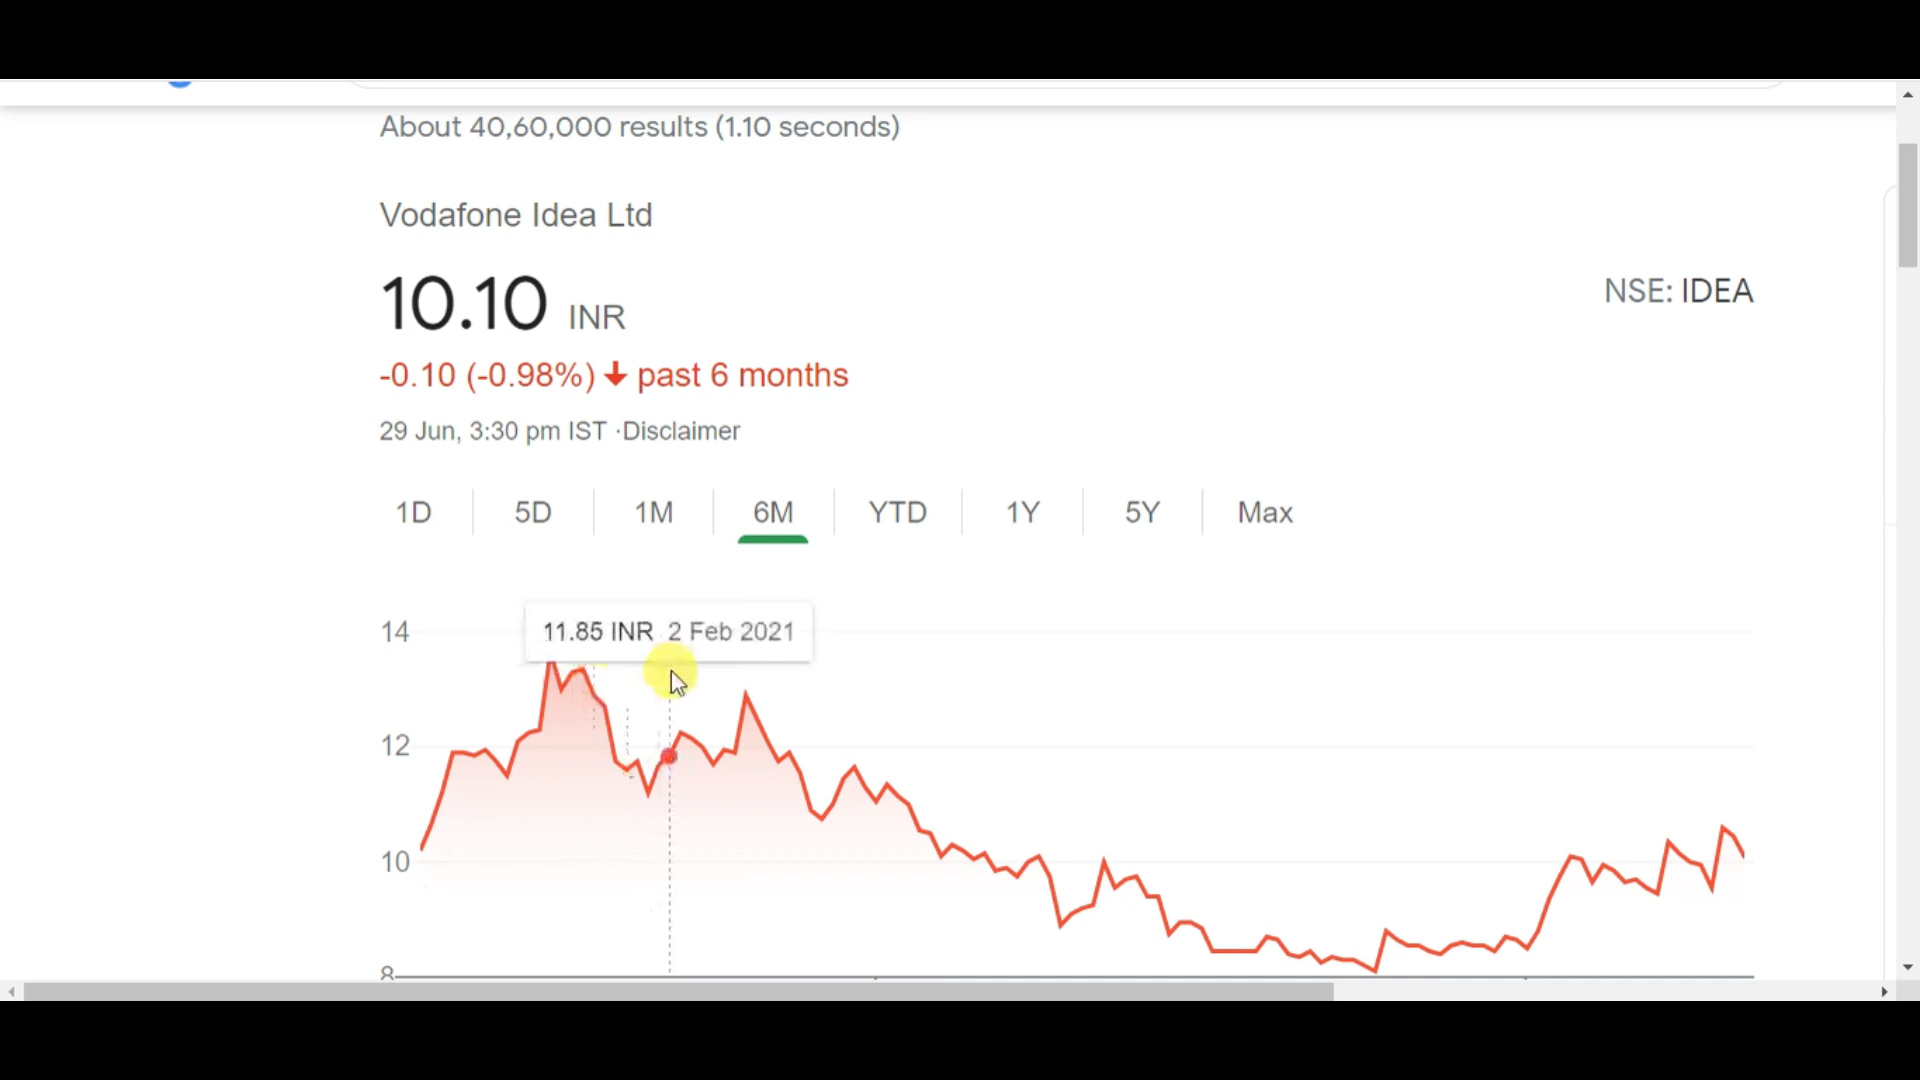 About 40,60,000 results (1.10 seconds)
Vodafone Idea Ltd
10.10 INR
NSE: IDEA
-0.10 (-0.98%) ↓ past 6 months
29 Jun, 3:30 pm IST ·Disclaimer
1D 5D 1M 6M YTD 1Y 5Y Max
14
11.85 INR 2 Feb 2021
12
10
8